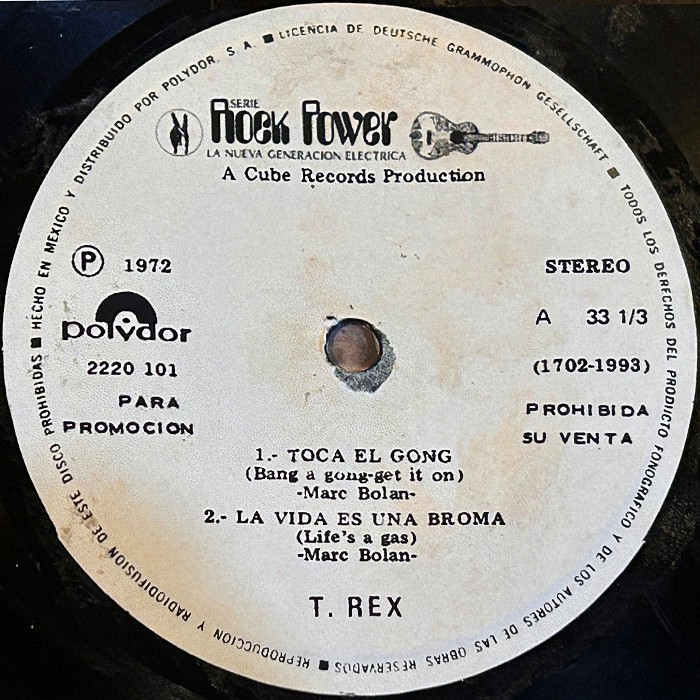 HECHO EN MEXICO Y DISTRIBUIDO POR POLYDOR, S. A. ■ LICENCIA DE DEUTSCHE GRAMMOPHON GESELLSCHAFT ■ TODOS LOS DERECHOS DEL PRODUCTO FONOGRAFICO Y DE LOS AUTORES DE LAS OBRAS RESERVADOS ■ REPRODUCCION Y RADIODIFUSION DE ESTE DISCO PROHIBIDAS ■
SERIE
Rock Power
LA NUEVA GENERACION ELECTRICA
A Cube Records Production
Ⓟ 1972
STEREO
polydor
A 33 1/3
2220 101
(1702-1993)
PARA
PROMOCION
PROHIBIDA
SU VENTA
1.- TOCA EL GONG
(Bang a gong-get it on)
-Marc Bolan-
2.- LA VIDA ES UNA BROMA
(Life's a gas)
-Marc Bolan-
T. REX